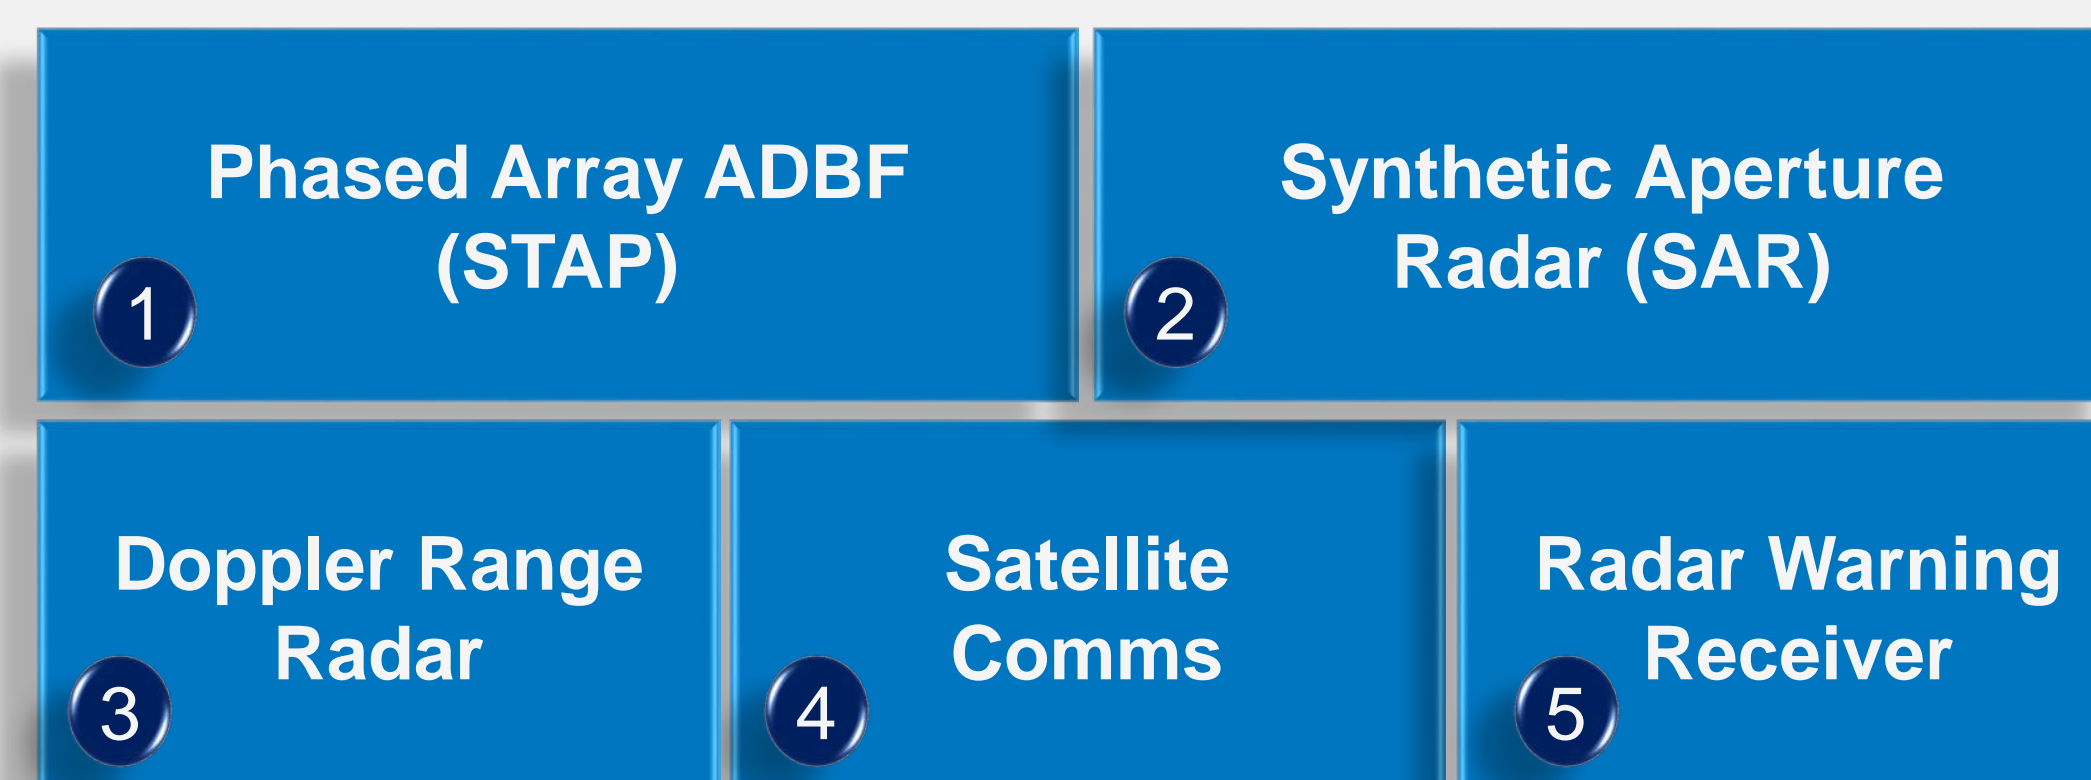 Phased Array ADBF
(STAP)
1
Synthetic Aperture
Radar (SAR)
2
Doppler Range
Radar
3
Satellite
Comms
4
Radar Warning
Receiver
5